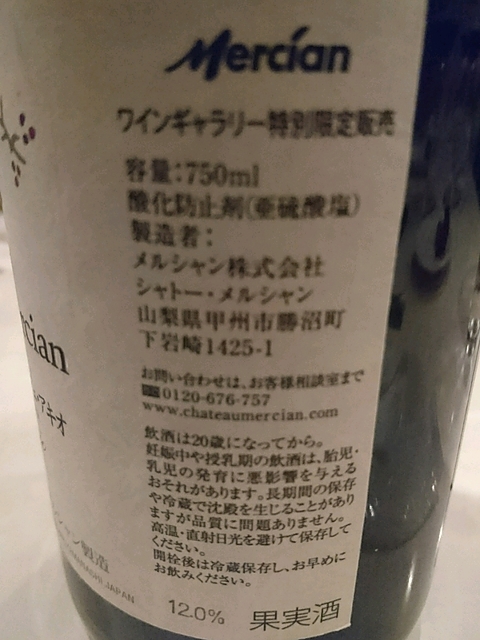 Mercian
ワインギャラリー特別限定販売
容量:750ml
酸化防止剤(亜硫酸塩)
製造者:
メルシャン株式会社
シャトー・メルシャン
山梨県甲州市勝沼町
下岩崎1425-1
お問い合わせは、お客様相談室まで
0120-676-757
www.chateaumercian.com
飲酒は20歳になってから。
妊娠中や授乳期の飲酒は、胎児・
乳児の発育に悪影響を与える
おそれがあります。長期間の保存
や冷蔵で沈殿を生じることがあり
ますが品質に問題ありません。
高温・直射日光を避けて保存して
ください。
開栓後は冷蔵保存し、お早めに
お飲みください。
12.0% 果実酒
cian
アキオ
シャン製造
JAPAN